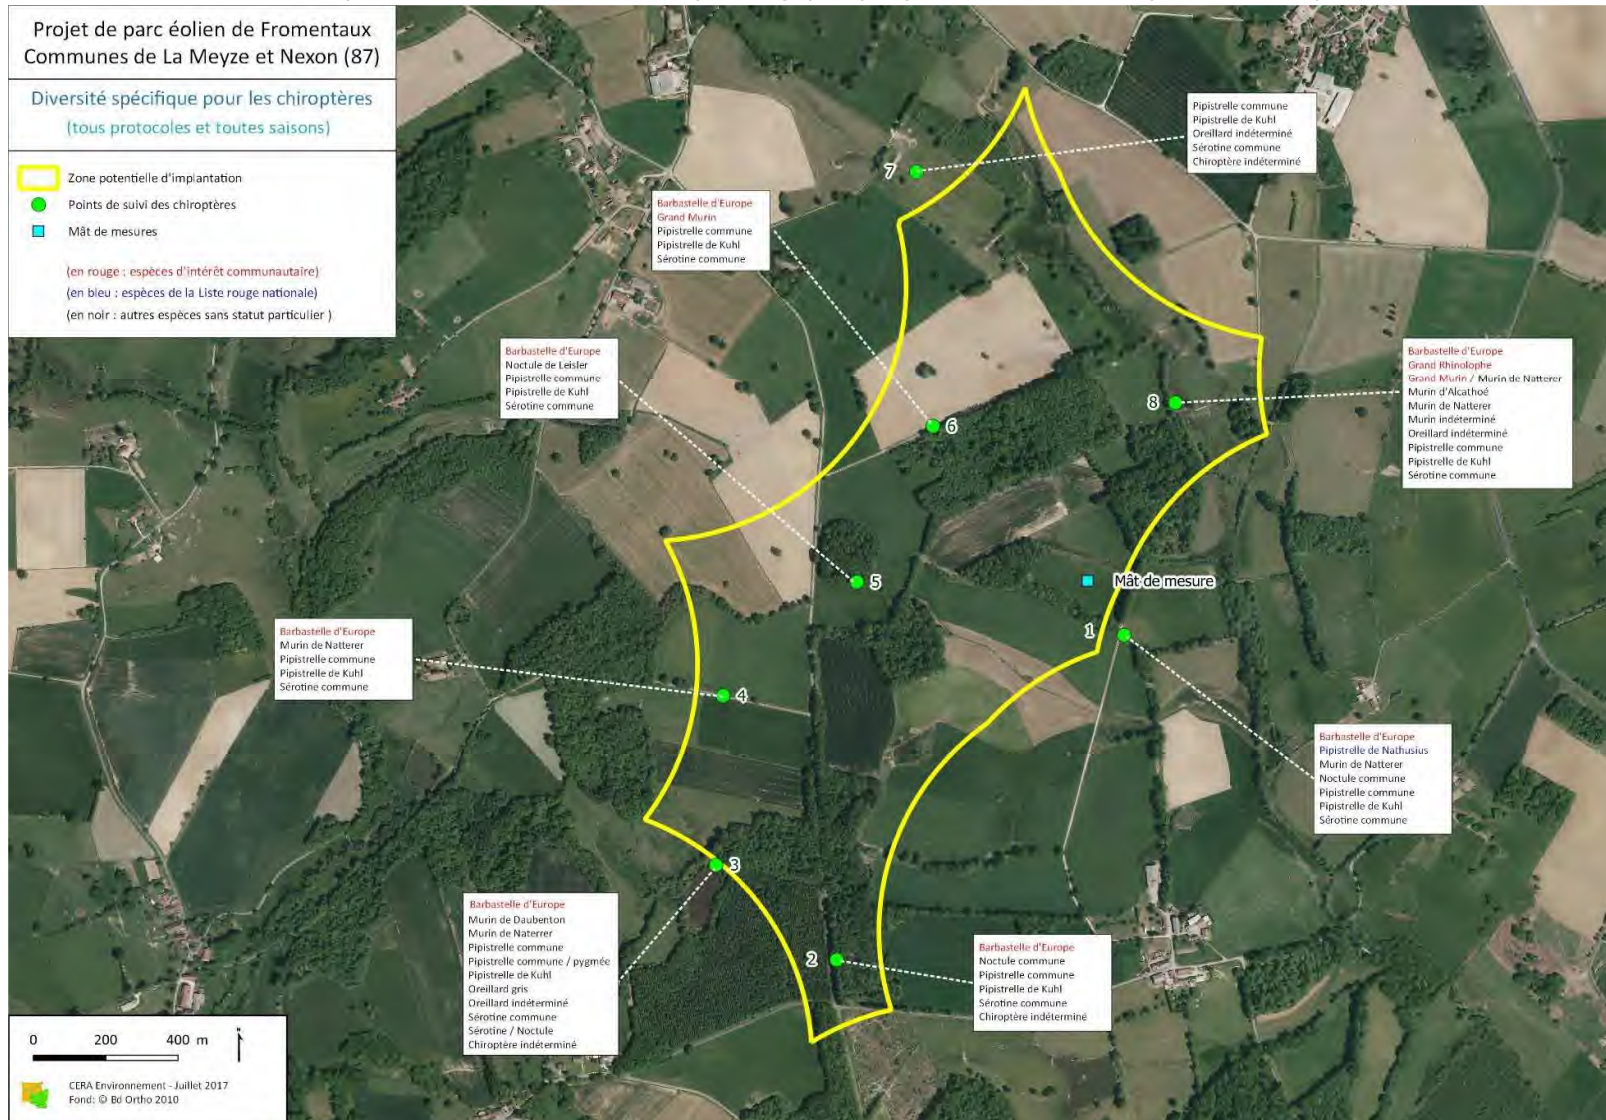 Projet de parc éolien de Fromentaux
Communes de La Meyze et Nexon (87)
Diversité spécifique pour les chiroptères
(tous protocoles et toutes saisons)
Zone potentielle d'implantation
Points de suivi des chiroptères
Mât de mesures
(en rouge : espèces d'intérêt communautaire)
(en bleu : espèces de la Liste rouge nationale)
(en noir : autres espèces sans statut particulier )
Pipistrelle commune
Pipistrelle de Kuhl
Oreillard indéterminé
Sérotine commune
Chiroptère indéterminé
7
Barbastelle d'Europe
Grand Murin
Pipistrelle commune
Pipistrelle de Kuhl
Sérotine commune
6
Barbastelle d'Europe
Noctule de Leisler
Pipistrelle commune
Pipistrelle de Kuhl
Sérotine commune
5
Barbastelle d'Europe
Grand Rhinolophe
Grand Murin / Murin de Natterer
Murin d'Alcathoé
Murin de Natterer
Murin indéterminé
Oreillard indéterminé
Pipistrelle commune
Pipistrelle de Kuhl
Sérotine commune
8
Mât de mesure
1
Barbastelle d'Europe
Murin de Natterer
Pipistrelle commune
Pipistrelle de Kuhl
Sérotine commune
4
Barbastelle d'Europe
Pipistrelle de Nathusius
Murin de Natterer
Noctule commune
Pipistrelle commune
Pipistrelle de Kuhl
Sérotine commune
3
Barbastelle d'Europe
Murin de Daubenton
Murin de Naterrer
Pipistrelle commune
Pipistrelle commune / pygmée
Pipistrelle de Kuhl
Oreillard gris
Oreillard indéterminé
Sérotine commune
Sérotine / Noctule
Chiroptère indéterminé
2
Barbastelle d'Europe
Noctule commune
Pipistrelle commune
Pipistrelle de Kuhl
Sérotine commune
Chiroptère indéterminé
0 200 400 m
CERA Environnement - Juillet 2017
Fond: © Bd Ortho 2010